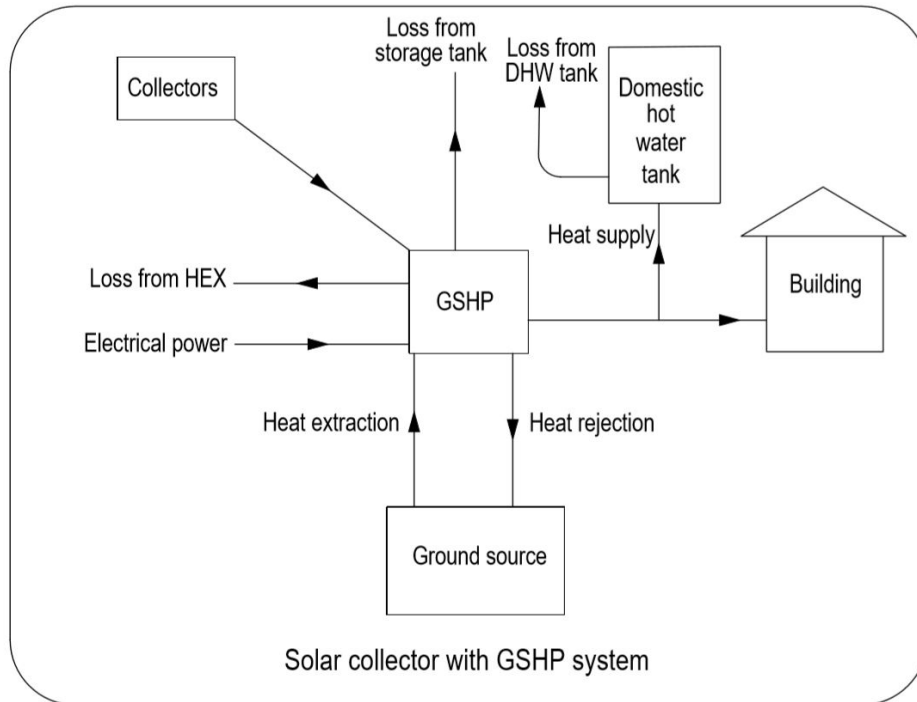 Loss from
storage tank
Loss from
DHW tank
Collectors
Domestic
hot
water
tank
Heat supply
Loss from HEX
GSHP
Building
Electrical power
Heat extraction
Heat rejection
Ground source
Solar collector with GSHP system